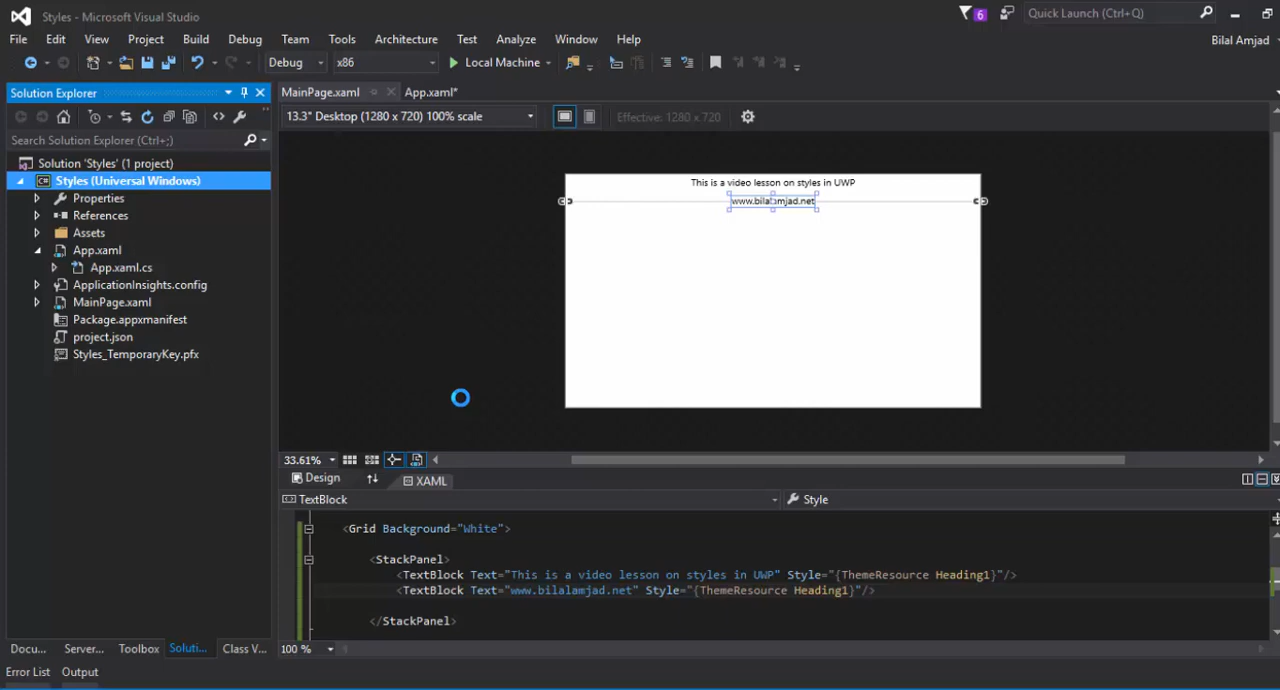 Styles - Microsoft Visual Studio
6
Quick Launch (Ctrl+Q)
File Edit View Project Build Debug Team Tools Architecture Test Analyze Window Help
Bilal Amjad
Debug x86 Local Machine
Solution Explorer
MainPage.xaml App.xaml*
13.3" Desktop (1280 x 720) 100% scale
Effective: 1280 x 720
Search Solution Explorer (Ctrl+;)
Solution 'Styles' (1 project)
C# Styles (Universal Windows)
Properties
References
Assets
App.xaml
App.xaml.cs
ApplicationInsights.config
MainPage.xaml
Package.appxmanifest
project.json
Styles_TemporaryKey.pfx
This is a video lesson on styles in UWP
www.bilalamjad.net
33.61%
Design XAML
TextBlock Style
<Grid Background="White">
<StackPanel>
<TextBlock Text="This is a video lesson on styles in UWP" Style="{ThemeResource Heading1}"/>
<TextBlock Text="www.bilalamjad.net" Style="{ThemeResource Heading1}"/>
</StackPanel>
100 %
Docu... Server... Toolbox Soluti... Class V...
Error List Output